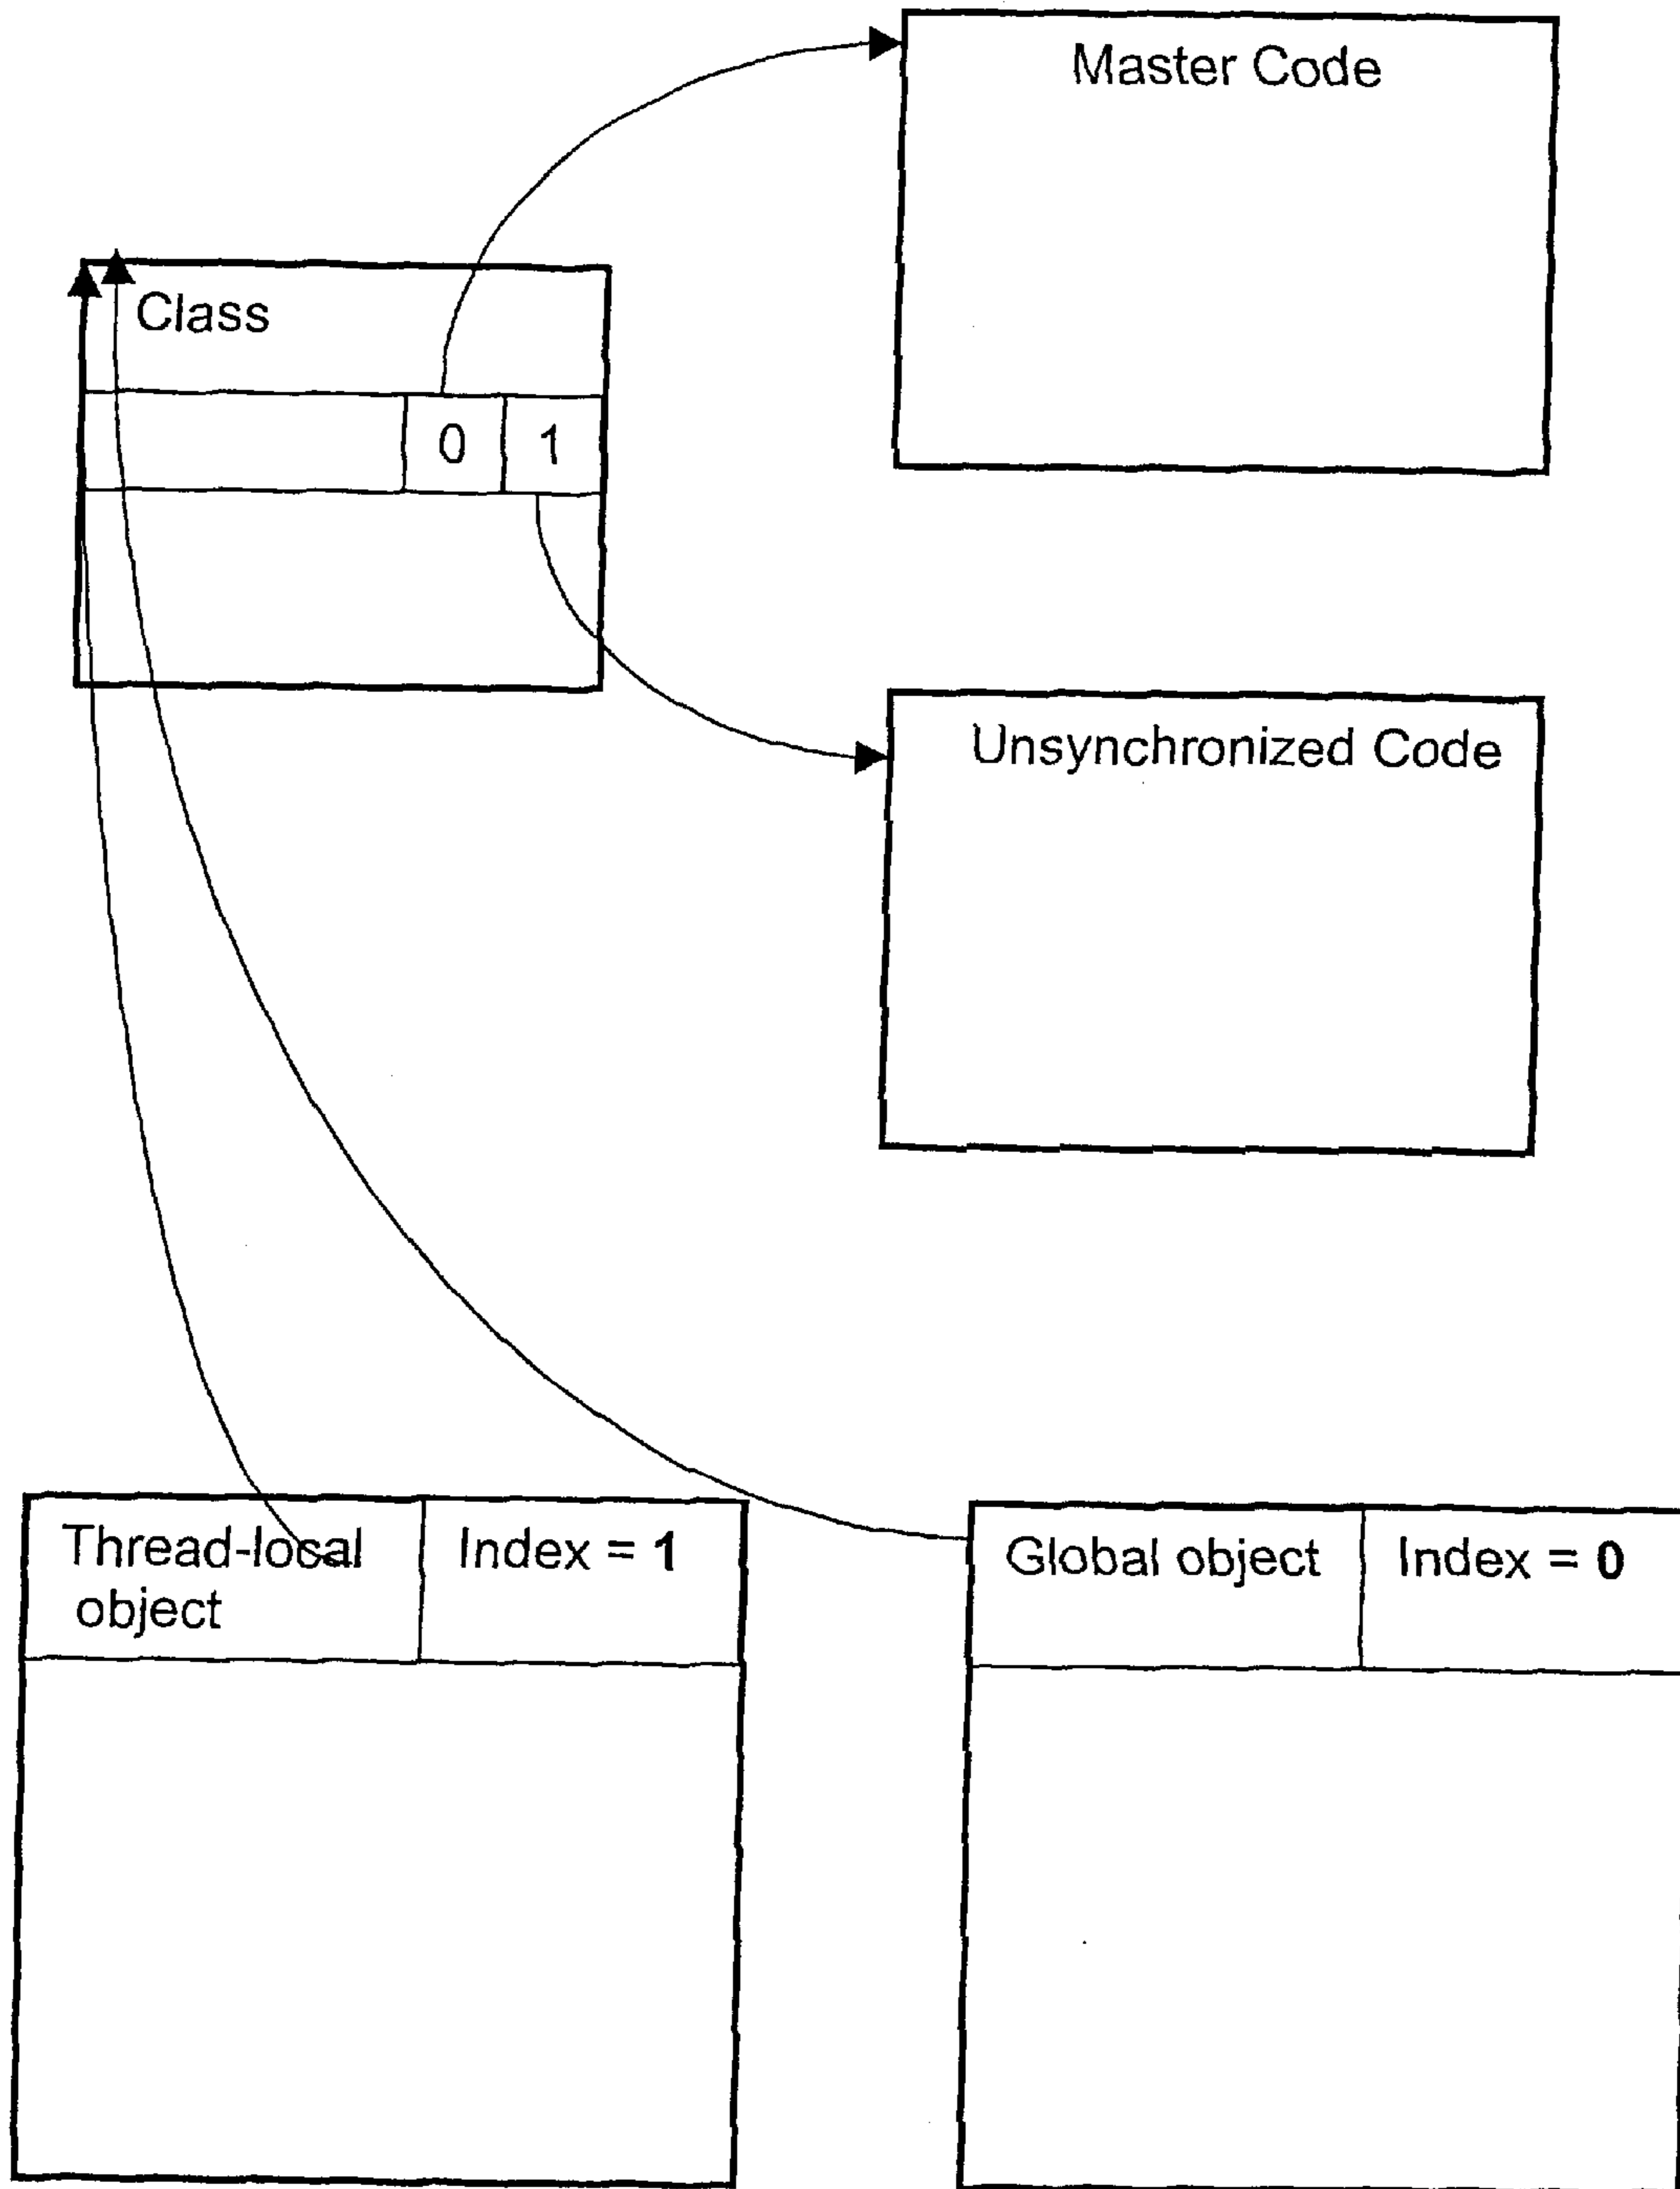 Master Code
Class
0 1
Unsynchronized Code
Thread-local
object
Index = 1
Global object
Index = 0